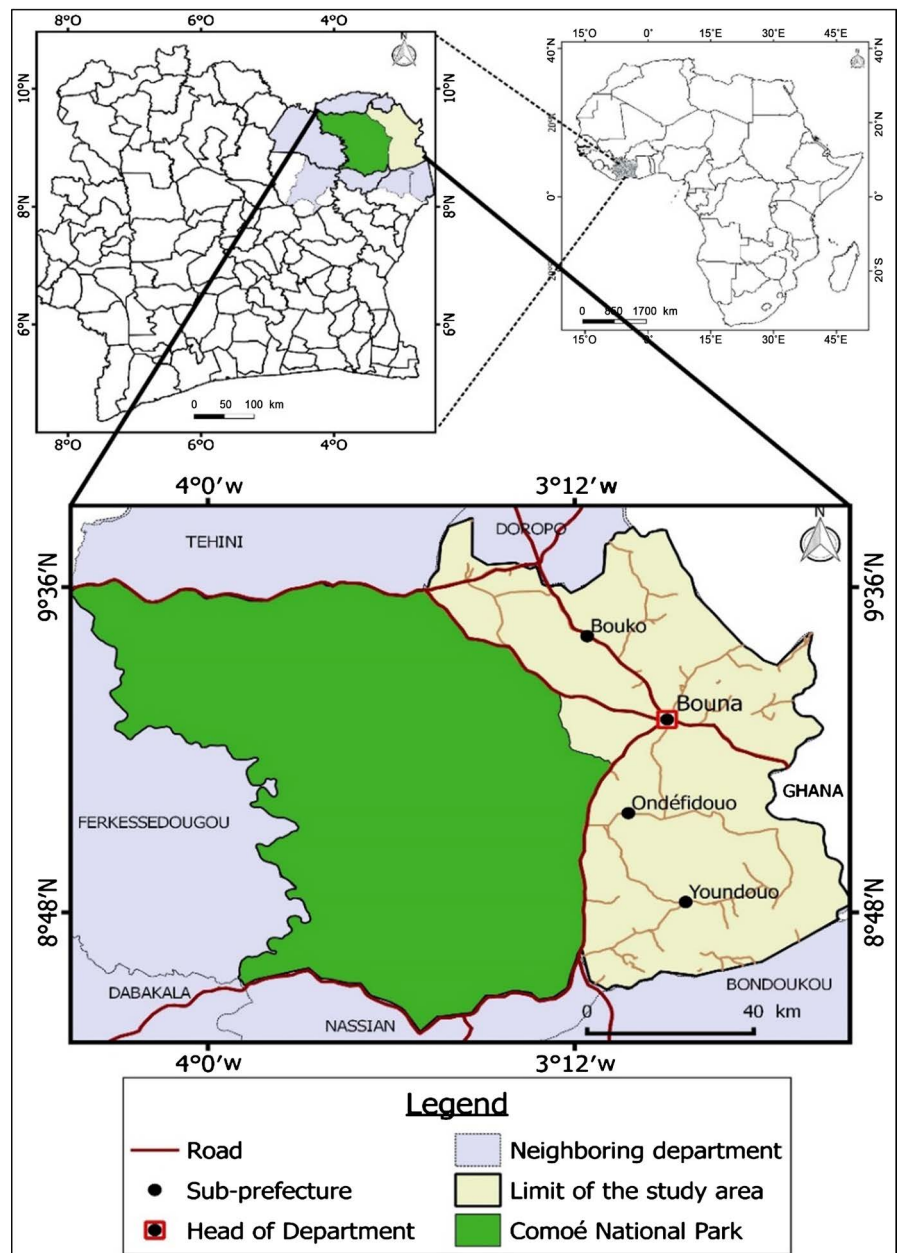 8°O 6°O 4°O
15°O 0° 15°E 30°E 45°E
N
10°N
8°N
6°N
10°N
8°N
6°N
0 50 100 km
8°O 6°O 4°O
40°N
20°N
0°
20°S
40°N
20°N
0°
20°S
0 850 1700 km
15°O 0° 15°E 30°E 45°E
4°0'w 3°12'w
N
9°36'N
8°48'N
9°36'N
8°48'N
TEHINI
DOROPO
Bouko
Bouna
GHANA
Ondéfidouo
FERKESSEDOUGOU
Youndouo
DABAKALA
NASSIAN
BONDOUKOU
0 40 km
4°0'w 3°12'w
Legend
Road
Sub-prefecture
Head of Department
Neighboring department
Limit of the study area
Comoé National Park